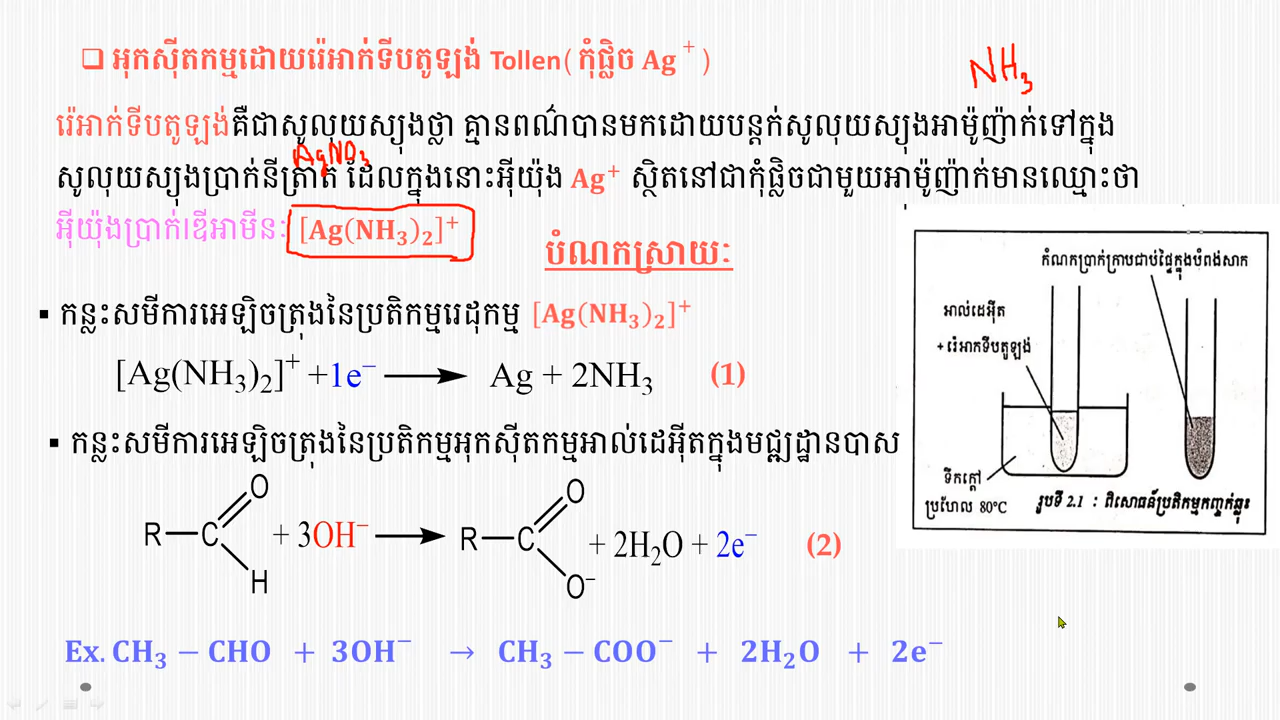 ❑ អុកស៊ីតកម្មដោយរ៉េអាក់ទីបតូឡង់ Tollen( កុំផ្លិច Ag⁺ )
NH₃
រ៉េអាក់ទីបតូឡង់គឺជាសូលុយស្យុងថ្លា គ្មានពណ៌បានមកដោយបន្តក់សូលុយស្យុងអាម៉ូញ៉ាក់ទៅក្នុង
AgNO₃
សូលុយស្យុងប្រាក់នីត្រាត ដែលក្នុងនោះអ៊ីយ៉ុង Ag⁺ ស្ថិតនៅជាកុំផ្លិចជាមួយអាម៉ូញ៉ាក់មានឈ្មោះថា
អ៊ីយ៉ុងប្រាក់ឌីអាមីនៈ [Ag(NH₃)₂]⁺
បំណកស្រាយៈ
▪ កន្លះសមីការអេឡិចត្រុងនៃប្រតិកម្មរេដុកម្ម [Ag(NH₃)₂]⁺
[Ag(NH₃)₂]⁺ +1e⁻ ⟶ Ag + 2NH₃ (1)
▪ កន្លះសមីការអេឡិចត្រុងនៃប្រតិកម្មអុកស៊ីតកម្មអាល់ដេអ៊ីតក្នុងមជ្ឈដ្ឋានបាស
O O
R—C + 3OH⁻ ⟶ R—C + 2H₂O + 2e⁻ (2)
H O⁻
Ex. CH₃ − CHO + 3OH⁻ → CH₃ − COO⁻ + 2H₂O + 2e⁻
កំណកប្រាក់ក្រាបជាប់ផ្ទៃក្នុងបំពង់សាក
អាល់ដេអ៊ីត
+ រ៉េអាកទីបតូឡង់
ទឹកក្ដៅ
ប្រហែល 80°C
រូបទី 2.1 : ពិសោធន៍ប្រតិកម្មកញ្ចក់ឆ្លុះ